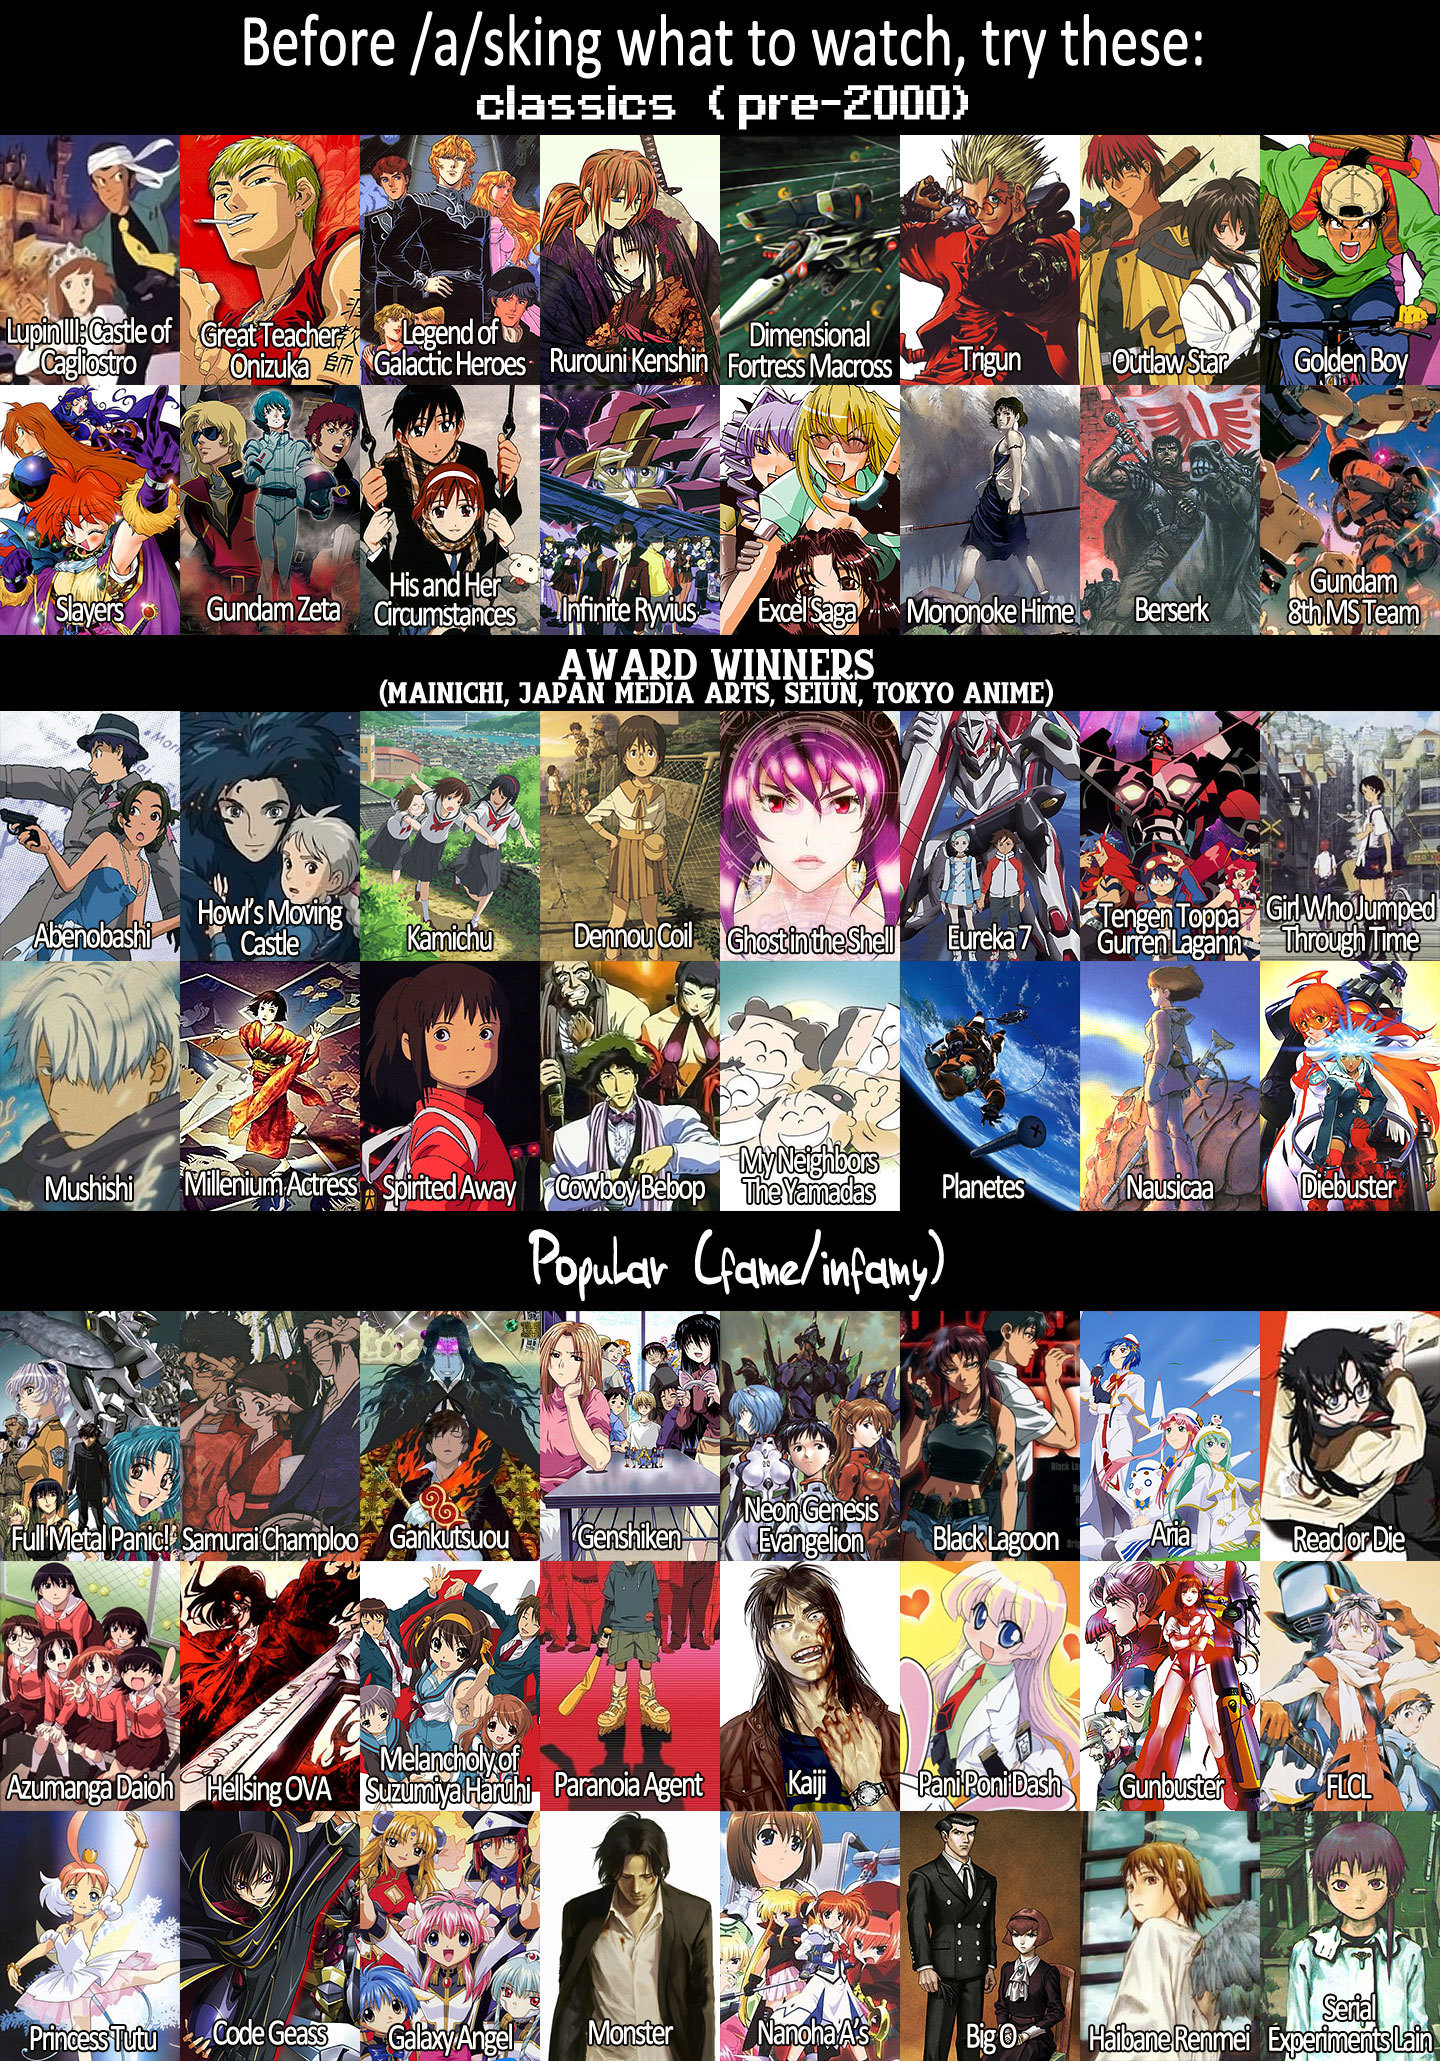 Before /a/sking what to watch, try these:
classics (pre-2000)
Lupin III: Castle of
Cagliostro
Great Teacher
Onizuka
Legend of
Galactic Heroes
Rurouni Kenshin
Dimensional
Fortress Macross
Trigun
Outlaw Star
Golden Boy
Slayers
Gundam Zeta
His and Her
Circumstances
Infinite Ryvius
Excel Saga
Mononoke Hime
Berserk
Gundam
8th MS Team
AWARD WINNERS
(MAINICHI, JAPAN MEDIA ARTS, SEIUN, TOKYO ANIME)
Abenobashi
Howl's Moving
Castle
Kamichu
Dennou Coil
Ghost in the Shell
Eureka 7
Tengen Toppa
Gurren Lagann
Girl Who Jumped
Through Time
Mushishi
Millenium Actress
Spirited Away
Cowboy Bebop
My Neighbors
The Yamadas
Planetes
Nausicaa
Diebuster
Popular (fame/infamy)
Full Metal Panic!
Samurai Champloo
Gankutsuou
Genshiken
Neon Genesis
Evangelion
Black Lagoon
Aria
Read or Die
Azumanga Daioh
Hellsing OVA
Melancholy of
Suzumiya Haruhi
Paranoia Agent
Kaiji
Pani Poni Dash
Gunbuster
FLCL
Princess Tutu
Code Geass
Galaxy Angel
Monster
Nanoha A's
Big O
Haibane Renmei
Serial
Experiments Lain